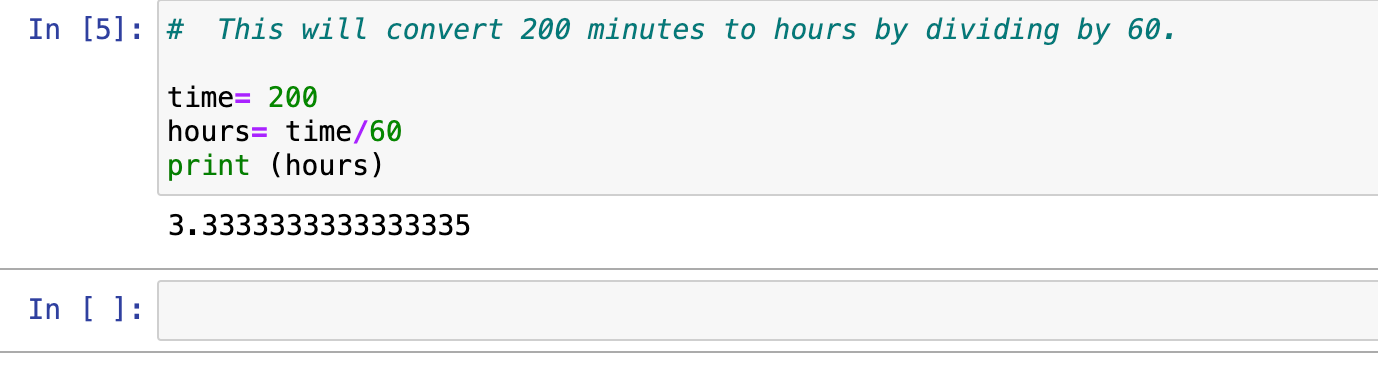 In [5]: #  This will convert 200 minutes to hours by dividing by 60.
time= 200
hours= time/60
print (hours)
3.3333333333333335
In [ ]: